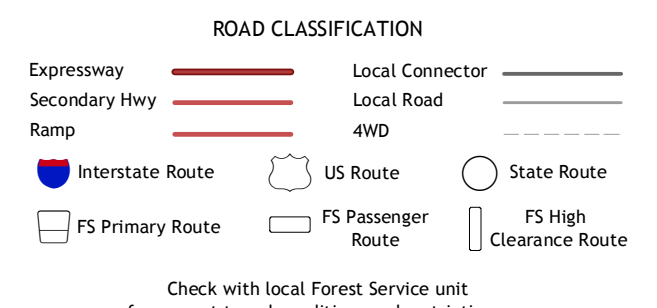 ROAD CLASSIFICATION
Expressway
Local Connector
Secondary Hwy
Local Road
Ramp
4WD
Interstate Route
US Route
State Route
FS Primary Route
FS Passenger
Route
FS High
Clearance Route
Check with local Forest Service unit